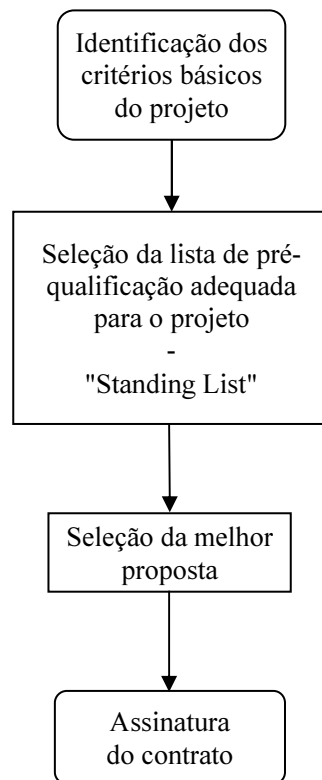 Identificação dos
critérios básicos
do projeto
Seleção da lista de pré-
qualificação adequada
para o projeto
-
"Standing List"
Seleção da melhor
proposta
Assinatura
do contrato